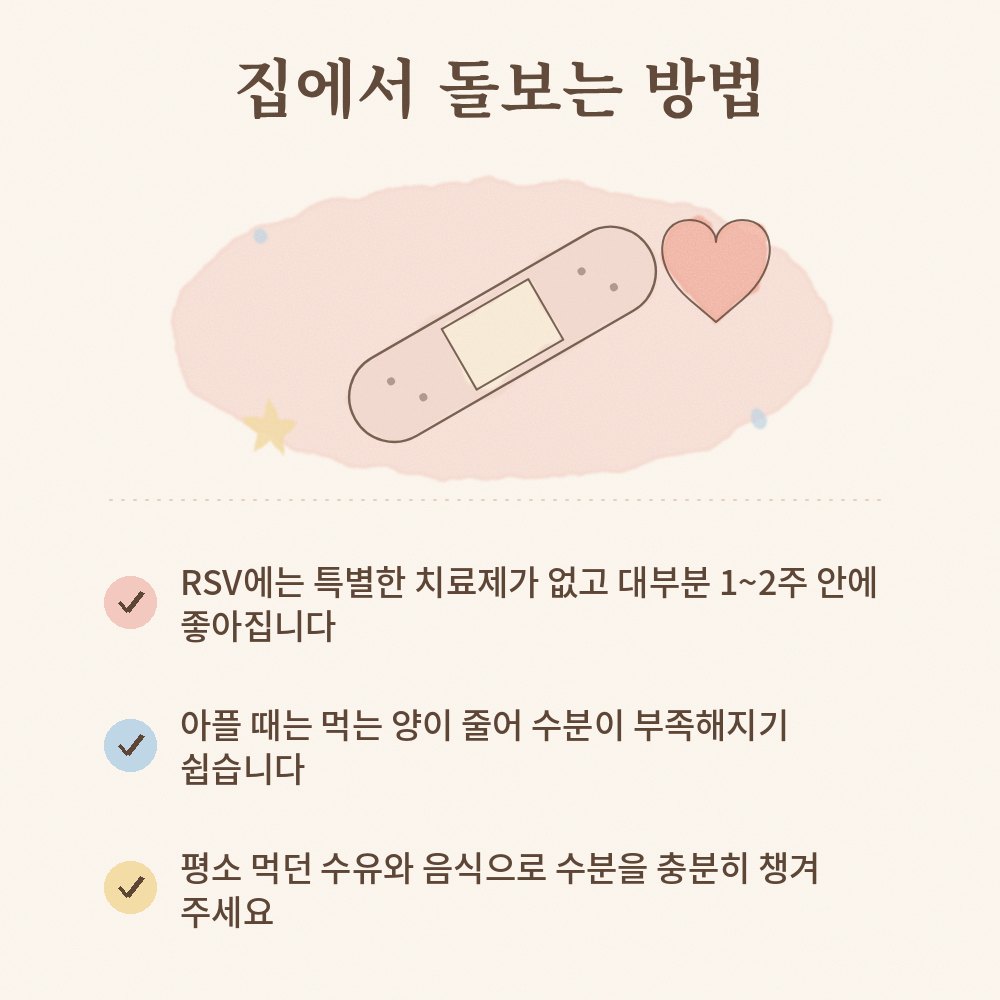 집에서 돌보는 방법
RSV에는 특별한 치료제가 없고 대부분 1~2주 안에
좋아집니다
아플 때는 먹는 양이 줄어 수분이 부족해지기
쉽습니다
평소 먹던 수유와 음식으로 수분을 충분히 챙겨
주세요